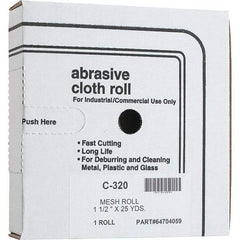 abrasive
cloth roll
For Industrial/Commercial Use Only
Push Here
• Fast Cutting
• Long Life
• For Deburring and Cleaning
Metal, Plastic and Glass
C-320
MESH ROLL
1 1/2 " X 25 YDS.
1 ROLL PART#64704059